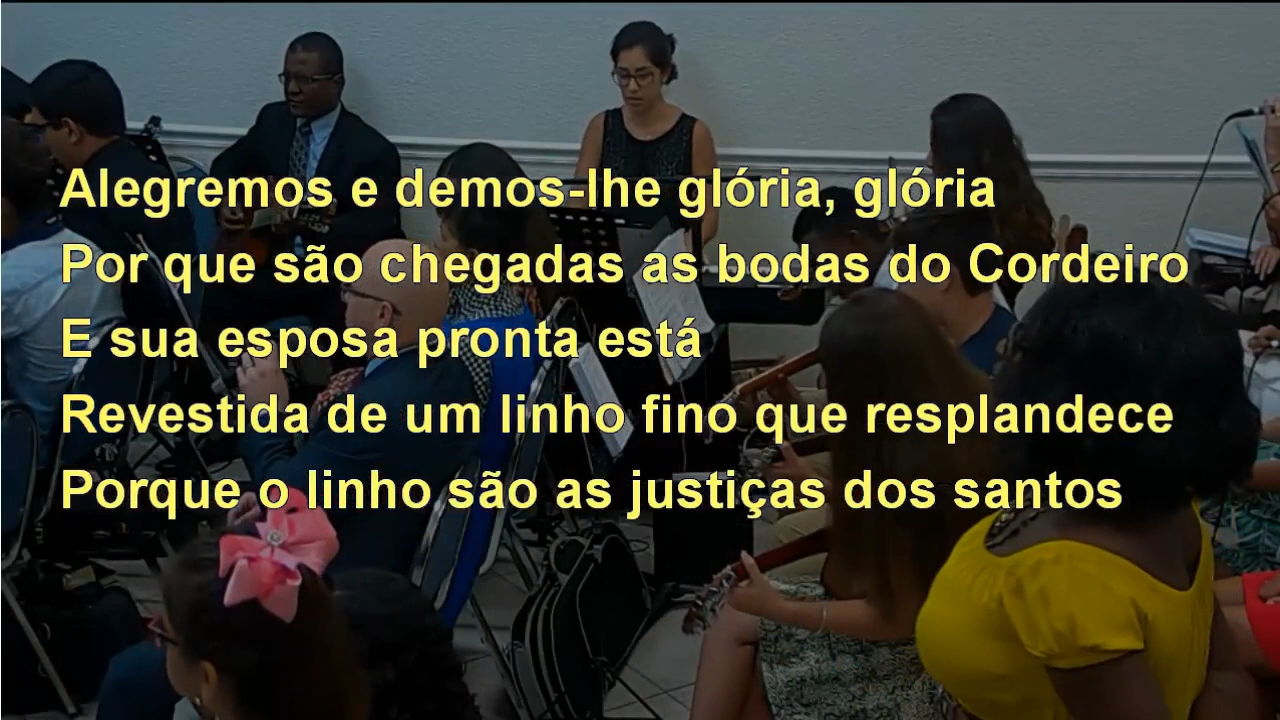 Alegremos e demos-lhe glória, glória
Por que são chegadas as bodas do Cordeiro
E sua esposa pronta está
Revestida de um linho fino que resplandece
Porque o linho são as justiças dos santos